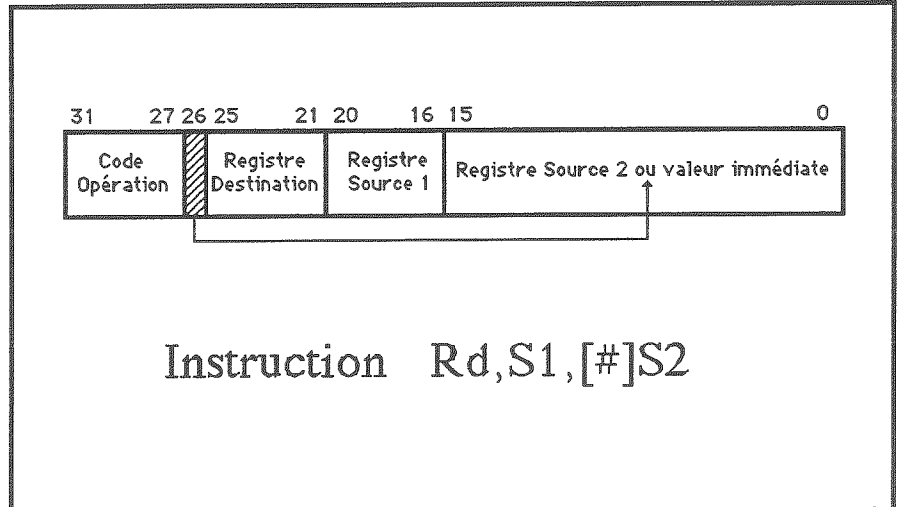 31 27 26 25 21 20 16 15 0
Code Opération
Registre Destination
Registre Source 1
Registre Source 2 ou valeur immédiate
Instruction Rd,S1,[#]S2